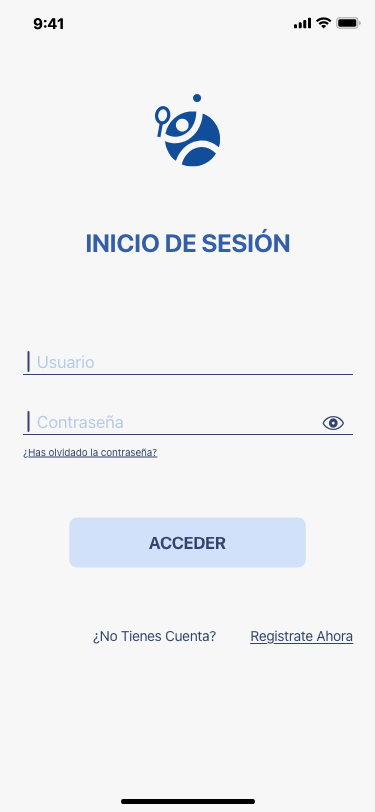 9:41
INICIO DE SESIÓN
Usuario
Contraseña
¿Has olvidado la contraseña?
ACCEDER
¿No Tienes Cuenta? Registrate Ahora